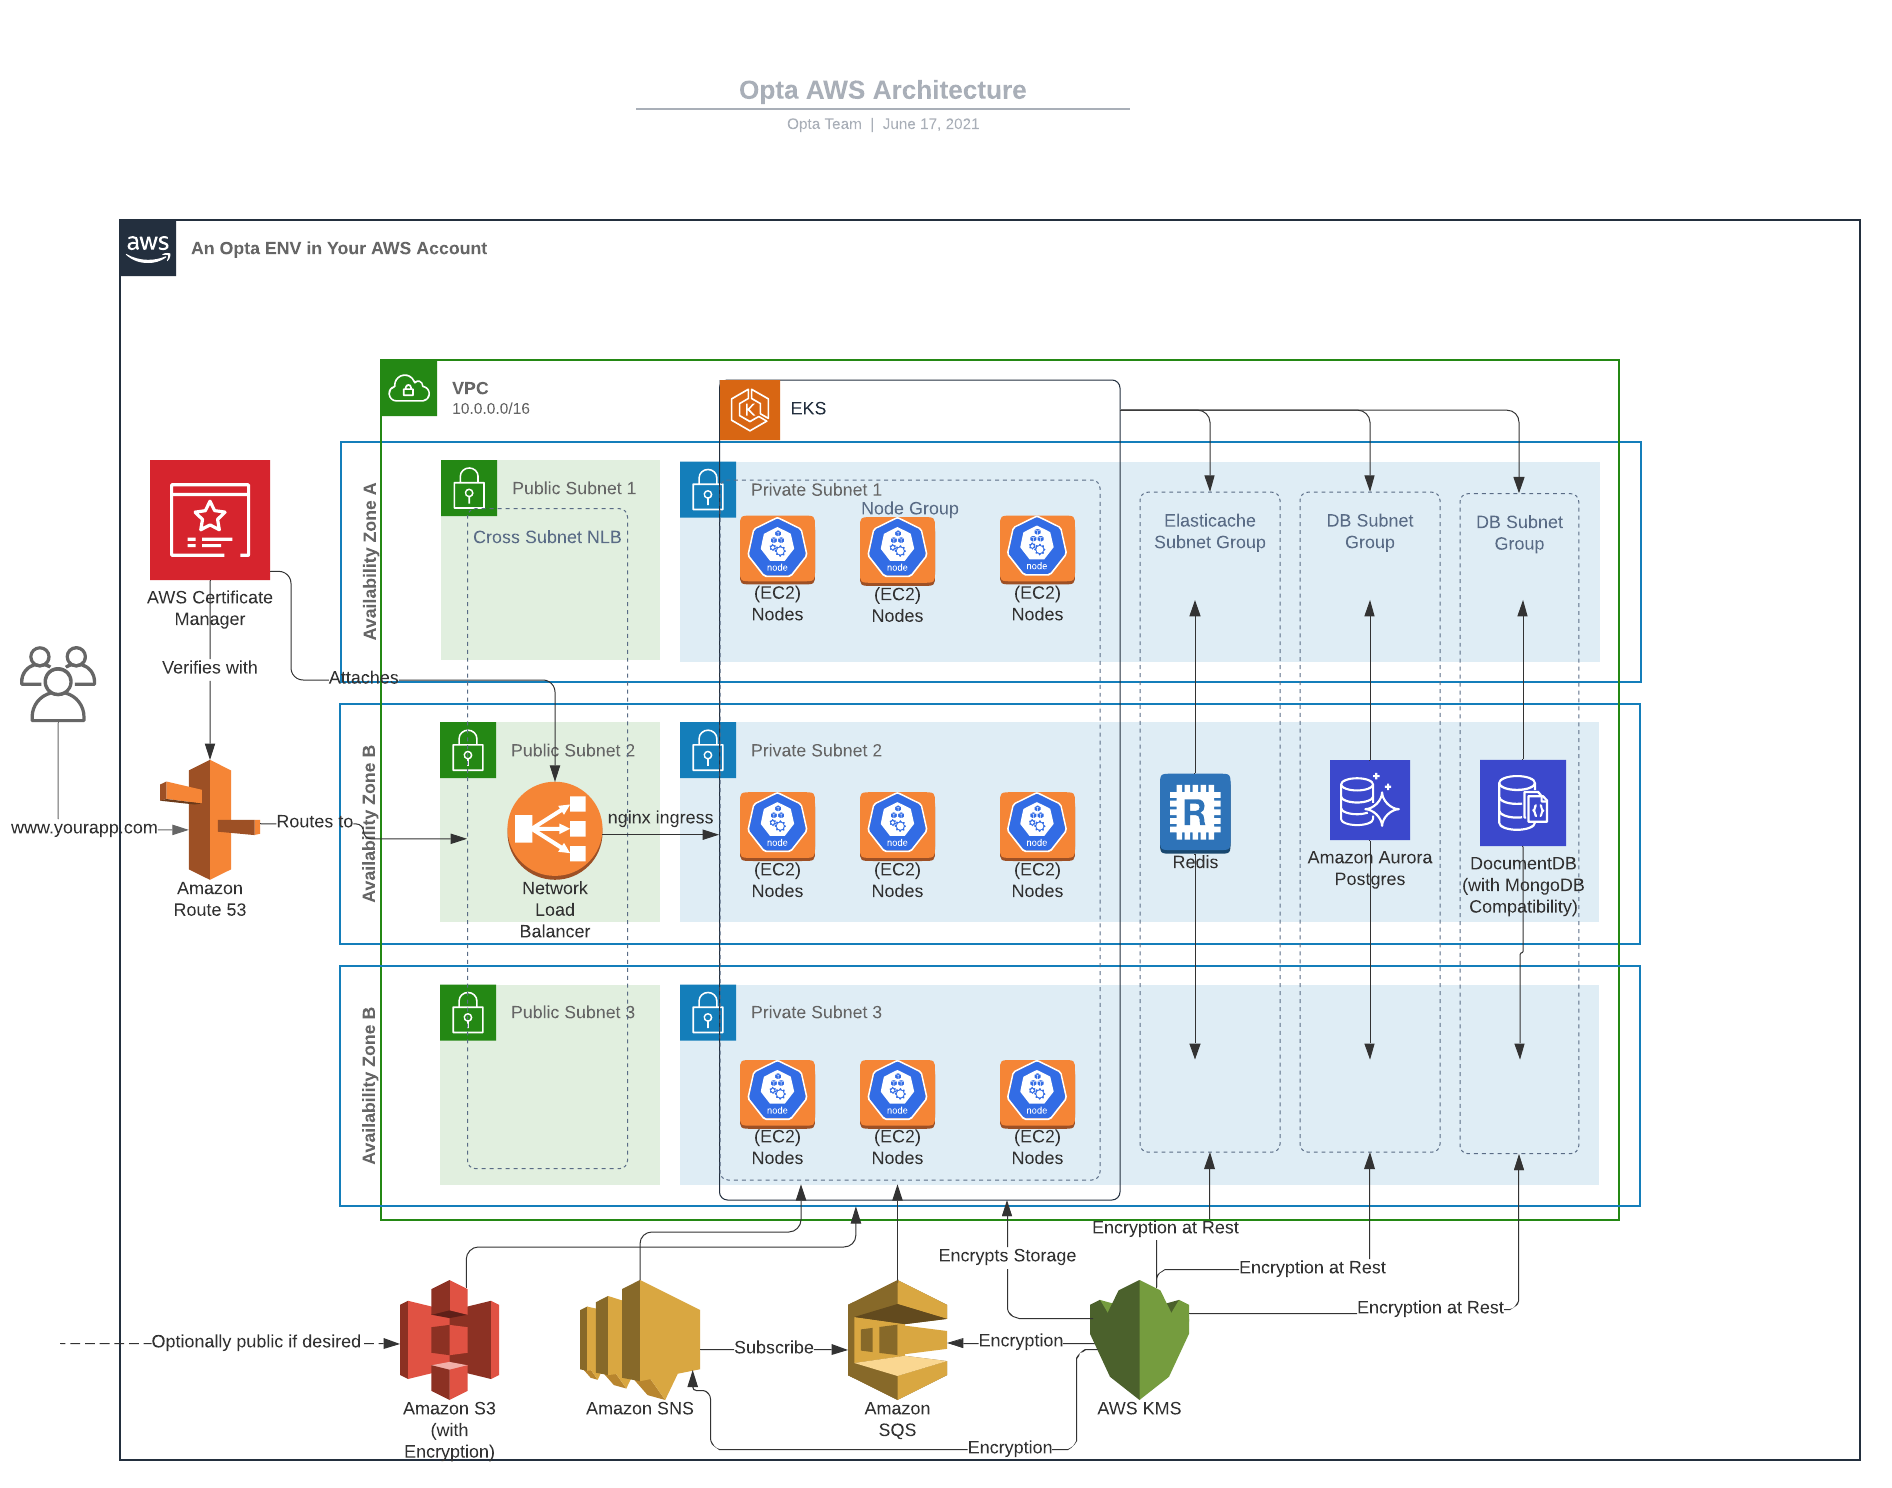 Opta AWS Architecture
Opta Team | June 17, 2021
aws
An Opta ENV in Your AWS Account
VPC
10.0.0.0/16
K
EKS
Availability Zone A
Public Subnet 1
Cross Subnet NLB
Private Subnet 1
Node Group
node
(EC2)
Nodes
node
(EC2)
Nodes
node
(EC2)
Nodes
Elasticache
Subnet Group
DB Subnet
Group
DB Subnet
Group
AWS Certificate
Manager
Verifies with
Attaches
www.yourapp.com
Amazon
Route 53
Routes to
Availability Zone B
Public Subnet 2
Network
Load
Balancer
nginx ingress
Private Subnet 2
node
(EC2)
Nodes
node
(EC2)
Nodes
node
(EC2)
Nodes
R
Redis
Amazon Aurora
Postgres
DocumentDB
(with MongoDB
Compatibility)
Availability Zone B
Public Subnet 3
Private Subnet 3
node
(EC2)
Nodes
node
(EC2)
Nodes
node
(EC2)
Nodes
Encryption at Rest
Encrypts Storage
Encryption at Rest
Encryption at Rest
Optionally public if desired
Subscribe
Encryption
Amazon S3
(with
Encryption)
Amazon SNS
Amazon
SQS
AWS KMS
Encryption